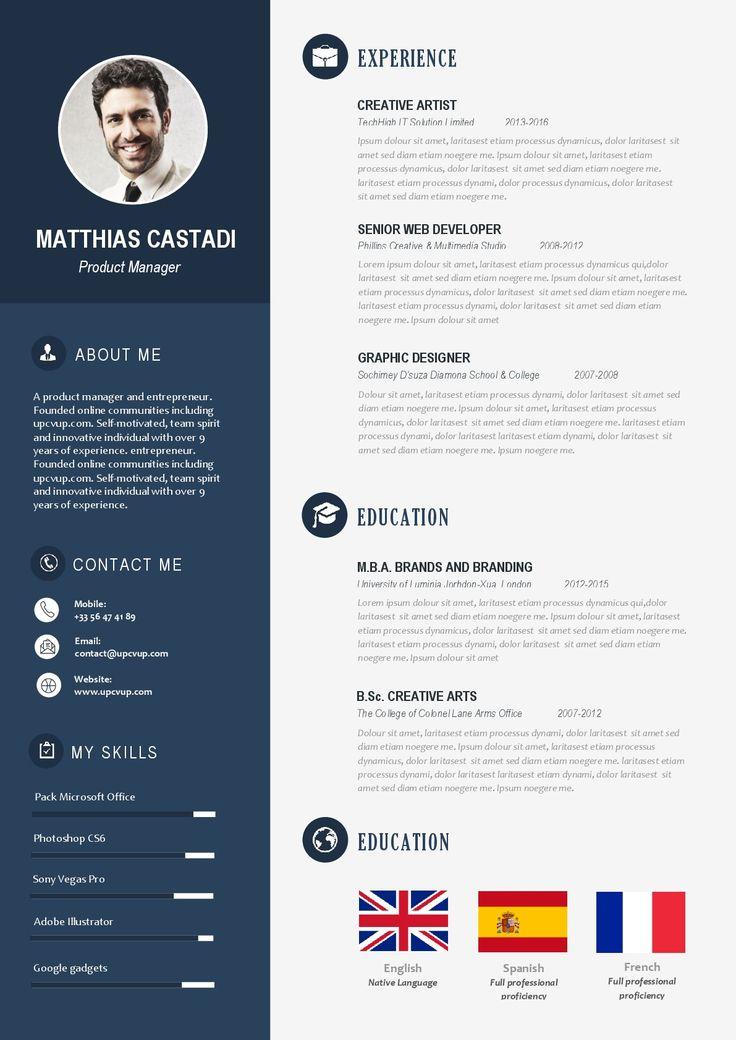 MATTHIAS CASTADI
Product Manager
ABOUT ME
A product manager and entrepreneur.
Founded online communities including
upcvup.com. Self-motivated, team spirit
and innovative individual with over 9
years of experience. entrepreneur.
Founded online communities including
upcvup.com. Self-motivated, team spirit
and innovative individual with over 9
years of experience.
CONTACT ME
Mobile:
+33 56 47 41 89
Email:
contact@upcvup.com
Website:
www.upcvup.com
MY SKILLS
Pack Microsoft Office
Photoshop CS6
Sony Vegas Pro
Adobe Illustrator
Google gadgets
EXPERIENCE
CREATIVE ARTIST
TechHigh I.T Solution Limited 2013-2016
Ipsum dolour sit amet, laritasest etiam processus dynamicus, dolor laritasest sit
amet sed diam etiam noegere me. Ipsum dolour sit amet, laritasest etiam
processus dynamicus, dolor laritasest sit amet sed diam etiam noegere me.
laritasest etiam processus dynami, dolor processus dynamicus, dolor laritasest
sit amet sed diam etiam noegere me.
SENIOR WEB DEVELOPER
Phillins Creative & Multimedia Studio 2008-2012
Lorem ipsum dolour sit amet, laritasest etiam processus dynamicus qui,dolor
laritasest sit amet sed diam etiam noegere me. Ipsum dolour sit amet, laritasest
etiam processus dynamicus, dolor laritasest sit amet sed diam etiam noegere me.
laritasest etiam processus dynami, dolor laritasest sit amet sed diam etiam
noegere me. Ipsum dolour sit amet
GRAPHIC DESIGNER
Sochimey D'suza Diamona School & College 2007-2008
Dolour sit amet, laritasest etiam processus dynami, dolor laritasest sit amet sed
diam etiam noegere me. Ipsum dolour sit amet, laritasest etiam processus
dynamicus, dolor laritasest sit amet sed diam etiam noegere me. laritasest etiam
processus dynami, dolor laritasest laritasest etiam dynami, dolor laritasest sit
amet sed diam etiam noegere me. Ipsum noegere me.
EDUCATION
M.B.A. BRANDS AND BRANDING
University of Luminia Jorhdon-Xua London 2012-2015
Lorem ipsum dolour sit amet, laritasest etiam processus dynamicus qui,dolor
laritasest sit amet sed diam etiam noegere me. Ipsum dolour sit amet, laritasest
etiam processus dynamicus, dolor laritasest sit amet sed diam etiam noegere me.
laritasest etiam processus dynami, dolor laritasest sit amet sed diam etiam
noegere me. Ipsum dolour sit amet
B.Sc. CREATIVE ARTS
The College of Colonel Lane Arms Office 2007-2012
Dolour sit amet, laritasest etiam processus dynami, dolor laritasest sit amet sed
diam etiam noegere me. Ipsum dolour sit amet, laritasest etiam processus
dynamicus, dolor laritasest sit amet sed diam etiam noegere me. laritasest etiam
processus dynami, dolor laritasest laritasest etiam dynami, dolor laritasest sit
amet sed diam etiam noegere me. Ipsum noegere me.
EDUCATION
English
Native Language
Spanish
Full professional
proficiency
French
Full professional
proficiency